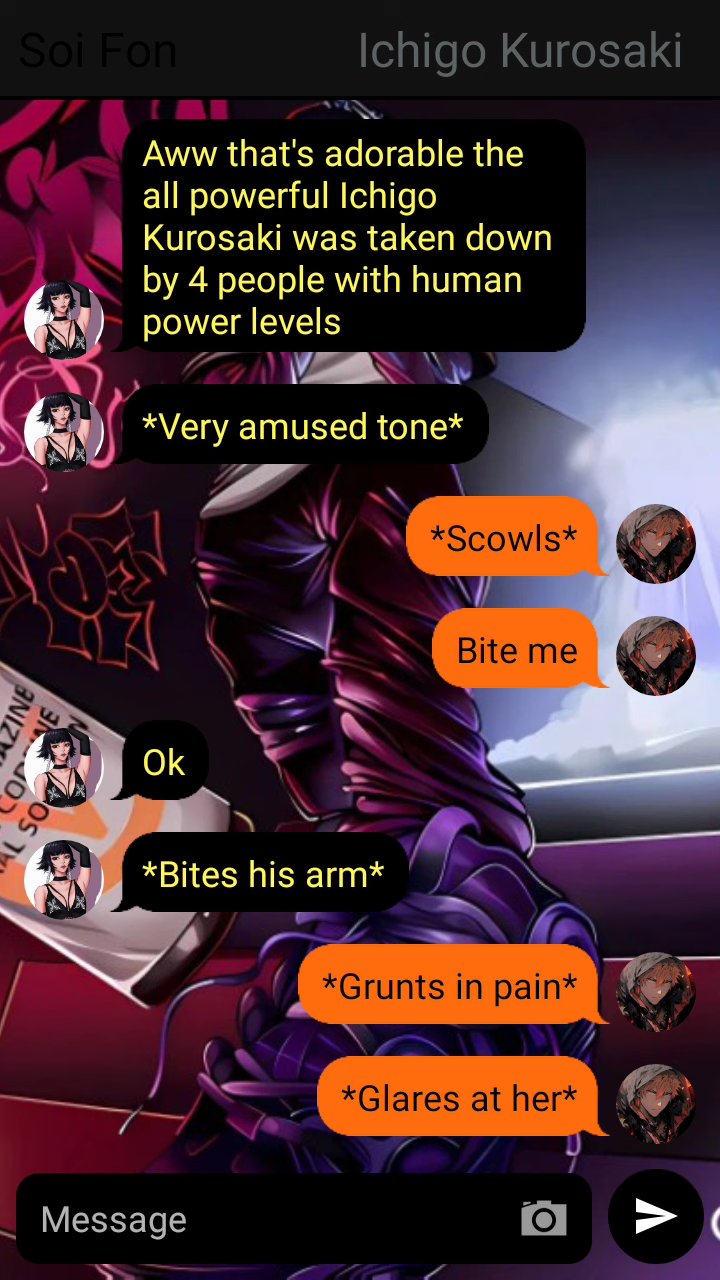 Soi Fon
Ichigo Kurosaki
Aww that's adorable the
all powerful Ichigo
Kurosaki was taken down
by 4 people with human
power levels
*Very amused tone*
*Scowls*
Bite me
Ok
*Bites his arm*
*Grunts in pain*
*Glares at her*
Message